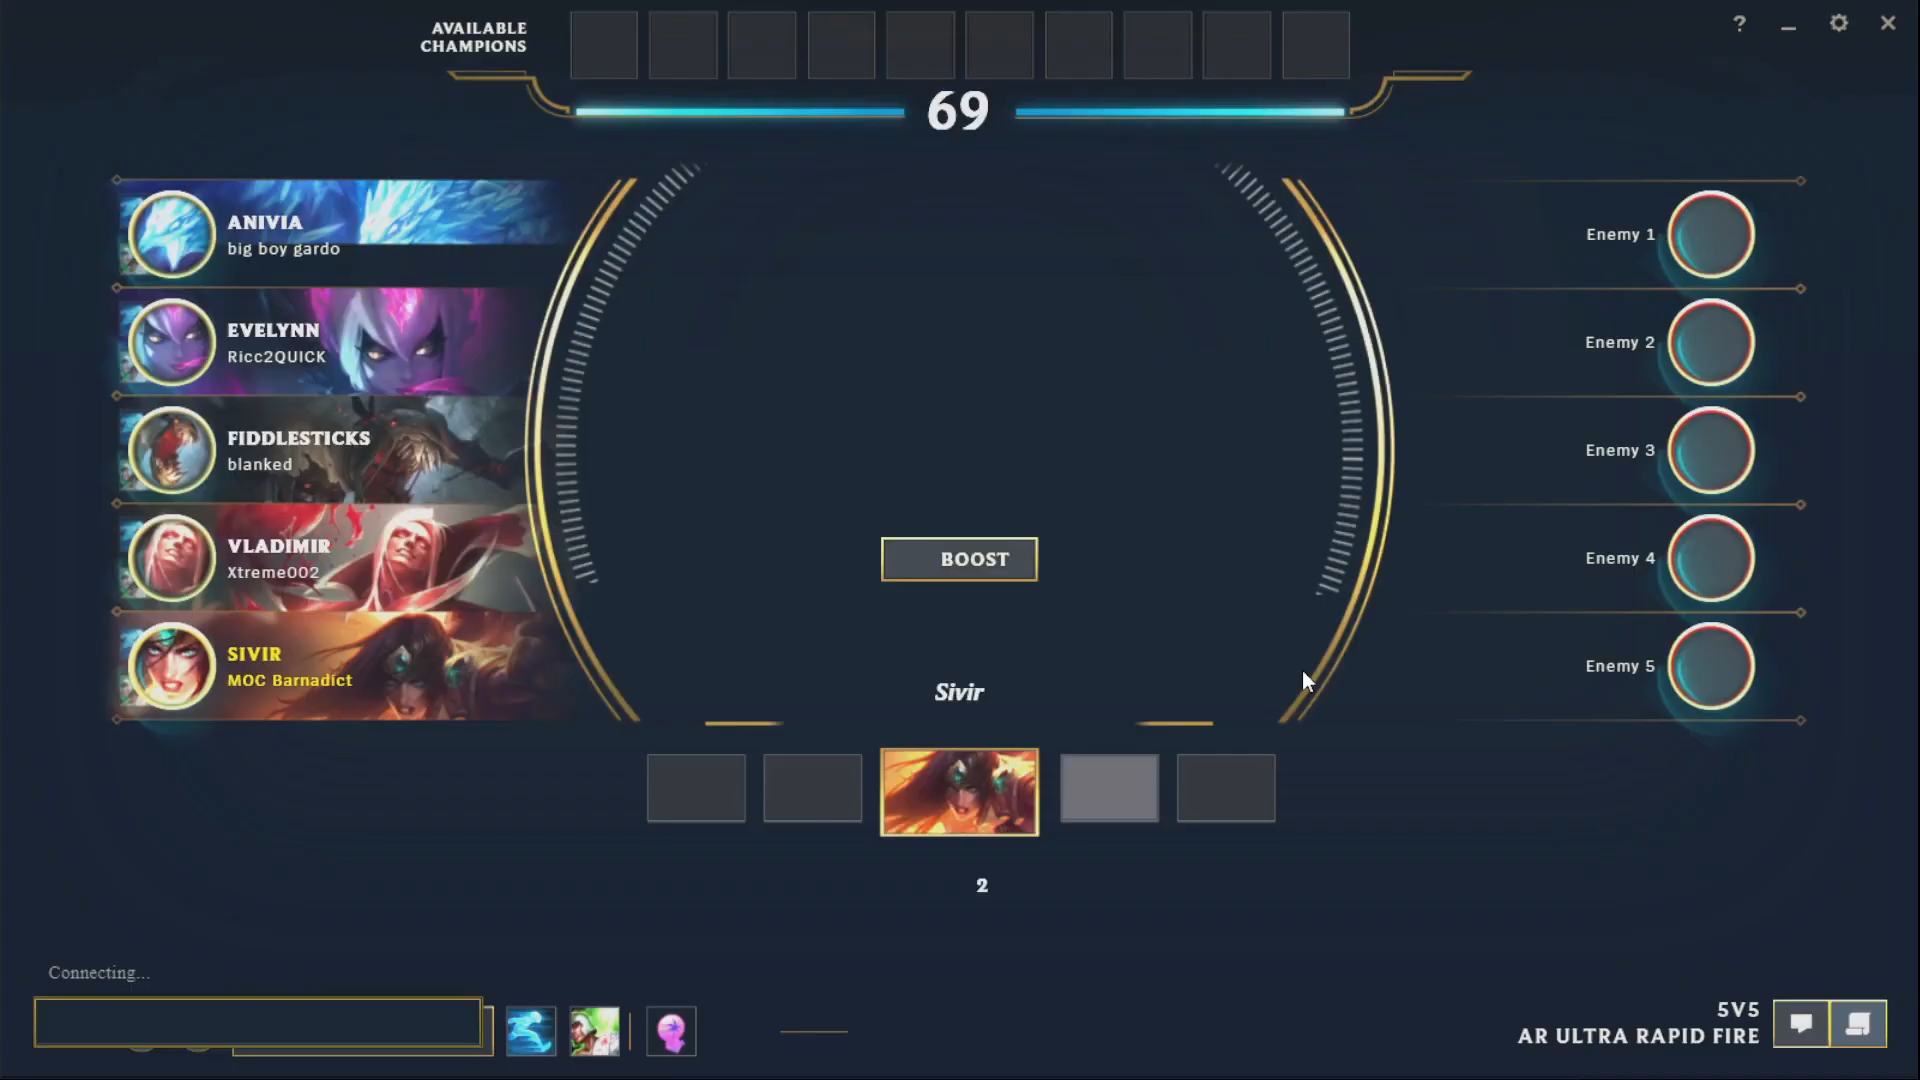 AVAILABLE
CHAMPIONS
?
69
ANIVIA
big boy gardo
EVELYNN
Ricc2QUICK
FIDDLESTICKS
blanked
VLADIMIR
Xtreme002
SIVIR
MOC Barnadict
Enemy 1
Enemy 2
Enemy 3
Enemy 4
Enemy 5
BOOST
Sivir
2
Connecting...
5V5
AR ULTRA RAPID FIRE